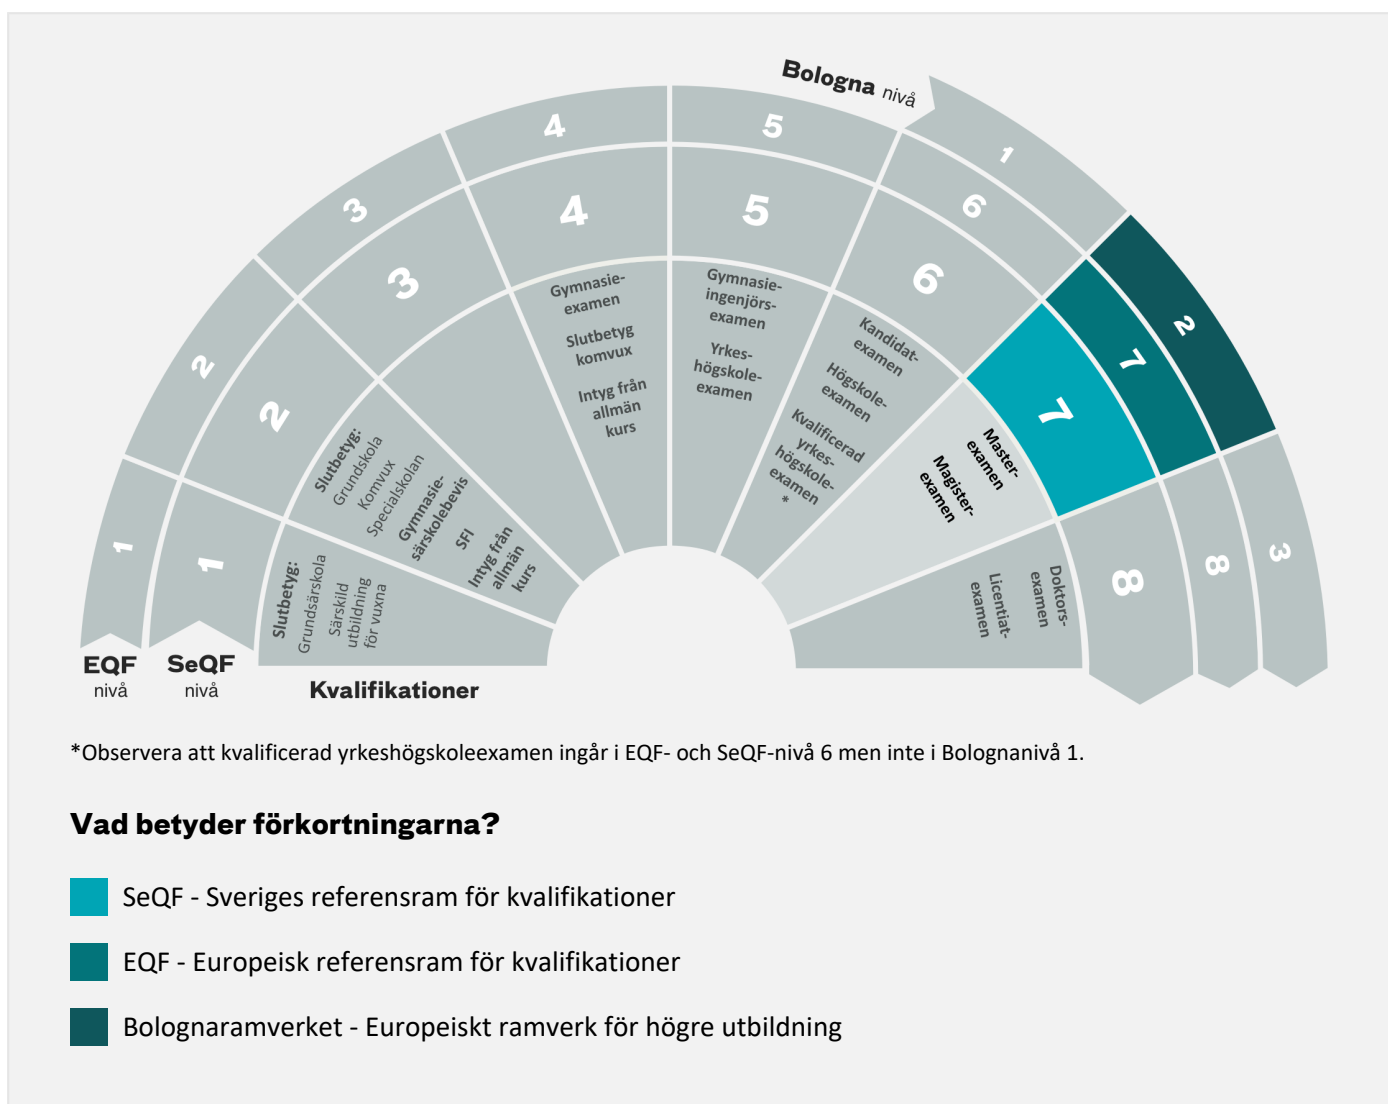 Bologna nivå
1
2
3
4
5
6
7
8
1
2
3
4
5
6
7
8
1
2
3
EQF
nivå
SeQF
nivå
Kvalifikationer
Slutbetyg:
Grundsärskola
Särskild
utbildning
för vuxna
Slutbetyg:
Grundskola
Komvux
Specialskolan
Gymnasie-
särskolebevis
SFI
Intyg från
allmän
kurs
Gymnasie-
examen
Slutbetyg
komvux
Intyg från
allmän
kurs
Gymnasie-
ingenjörs-
examen
Yrkes-
högskole-
examen
Kandidat-
examen
Högskole-
examen
Kvalificerad
yrkes-
högskole-
examen
*
Master-
examen
Magister-
examen
Doktors-
examen
Licentiat-
examen
*Observera att kvalificerad yrkeshögskoleexamen ingår i EQF- och SeQF-nivå 6 men inte i Bolognanivå 1.
Vad betyder förkortningarna?
SeQF - Sveriges referensram för kvalifikationer
EQF - Europeisk referensram för kvalifikationer
Bolognaramverket - Europeiskt ramverk för högre utbildning